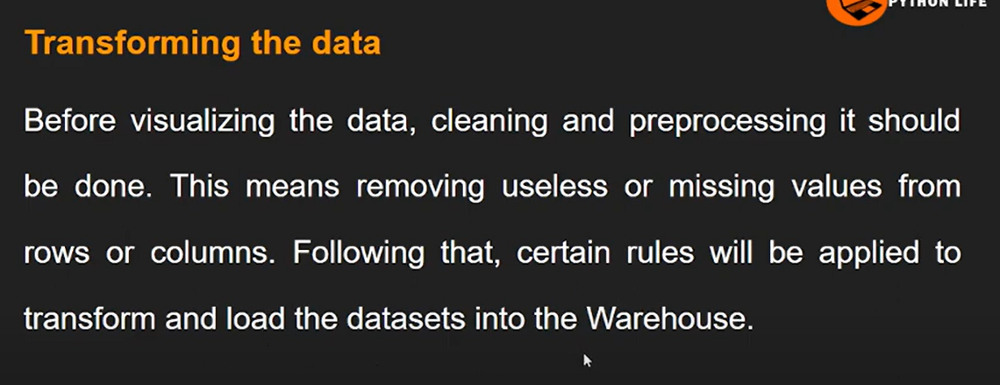 PYTHON LIFE
Transforming the data
Before visualizing the data, cleaning and preprocessing it should
be done. This means removing useless or missing values from
rows or columns. Following that, certain rules will be applied to
transform and load the datasets into the Warehouse.